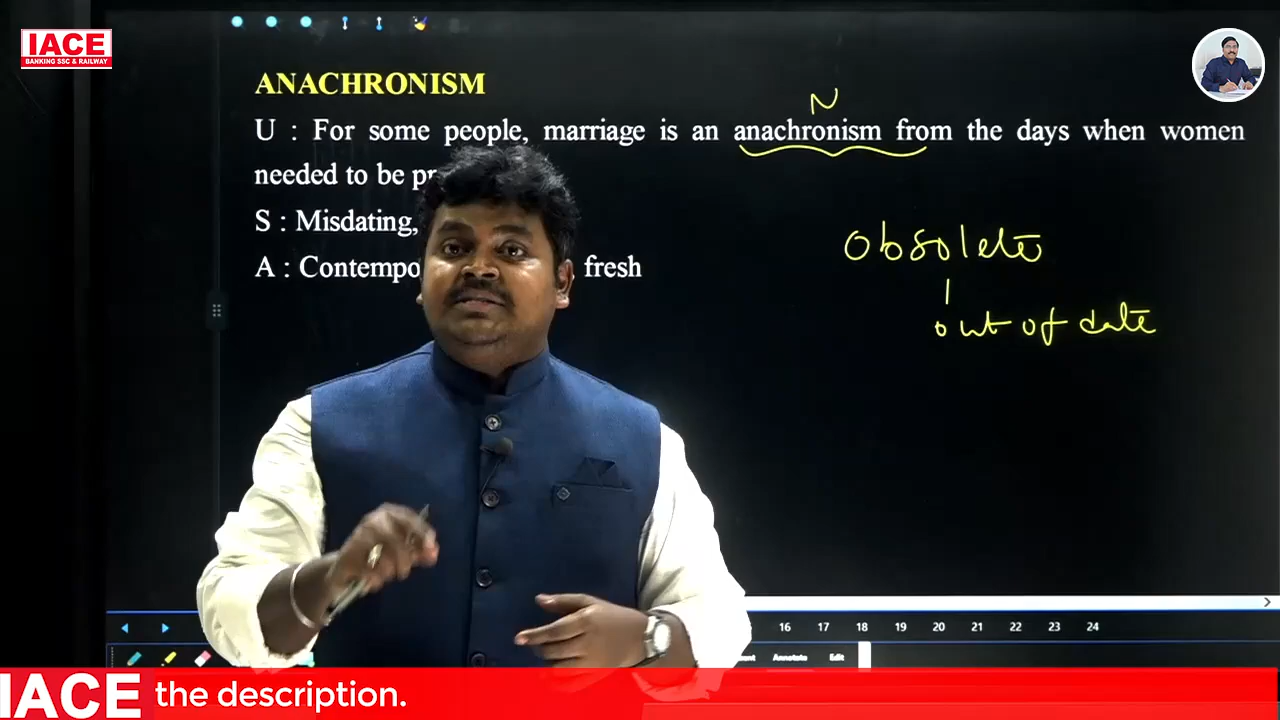 IACE
BANKING SSC & RAILWAY
ANACHRONISM
N
U : For some people, marriage is an anachronism from the days when women
needed to be
S : Misdating,
A : fresh
obsolete
out of date
16 17 18 19 20 21 22 23 24
Annotate Edit
IACE the description.